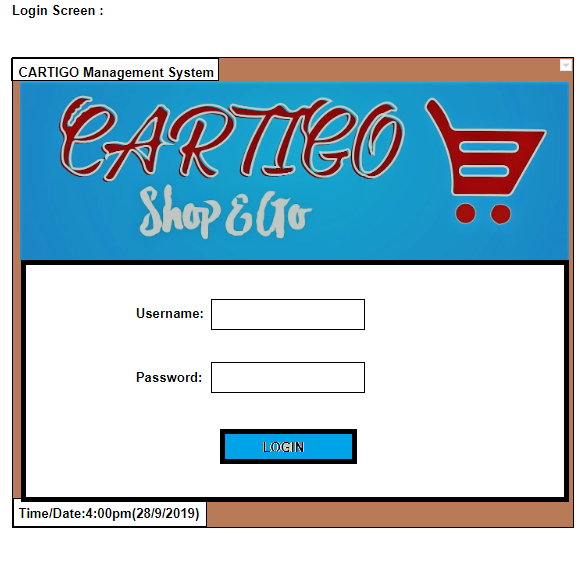 Login Screen :
CARTIGO Management System
CARTIGO
Shop & Go
Username:
Password:
LOGIN
Time/Date:4:00pm(28/9/2019)